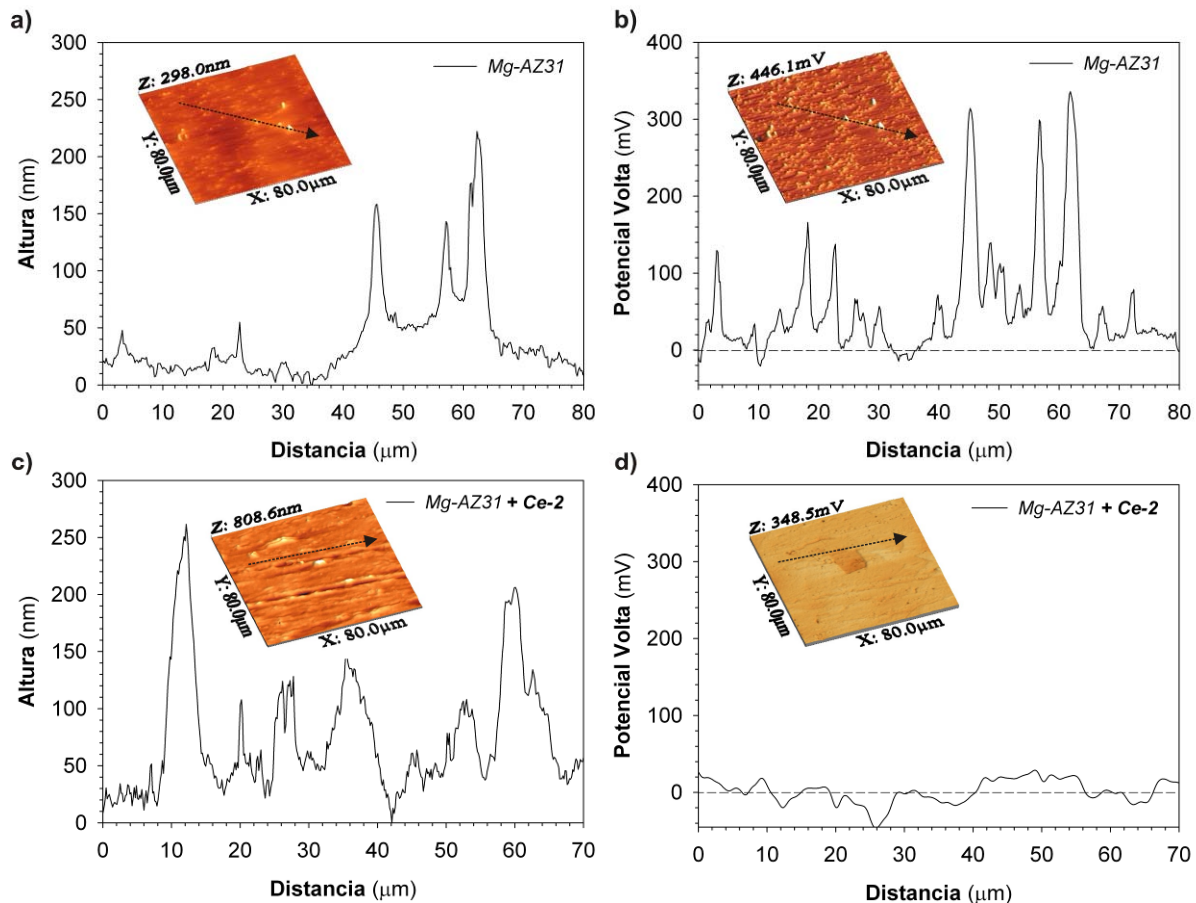 a)
300
250
200
150
100
50
0
Altura (nm)
0 10 20 30 40 50 60 70 80
Distancia (μm)
Mg-AZ31
Z: 298.0nm
Y: 80.0μm
X: 80.0μm
b)
400
300
200
100
0
Potencial Volta (mV)
0 10 20 30 40 50 60 70 80
Distancia (μm)
Mg-AZ31
Z: 446.1mV
Y: 80.0μm
X: 80.0μm
c)
300
250
200
150
100
50
0
Altura (nm)
0 10 20 30 40 50 60 70
Distancia (μm)
Mg-AZ31 + Ce-2
Z: 808.6nm
Y: 80.0μm
X: 80.0μm
d)
400
300
200
100
0
Potencial Volta (mV)
0 10 20 30 40 50 60 70
Distancia (μm)
Mg-AZ31 + Ce-2
Z: 348.5mV
Y: 80.0μm
X: 80.0μm